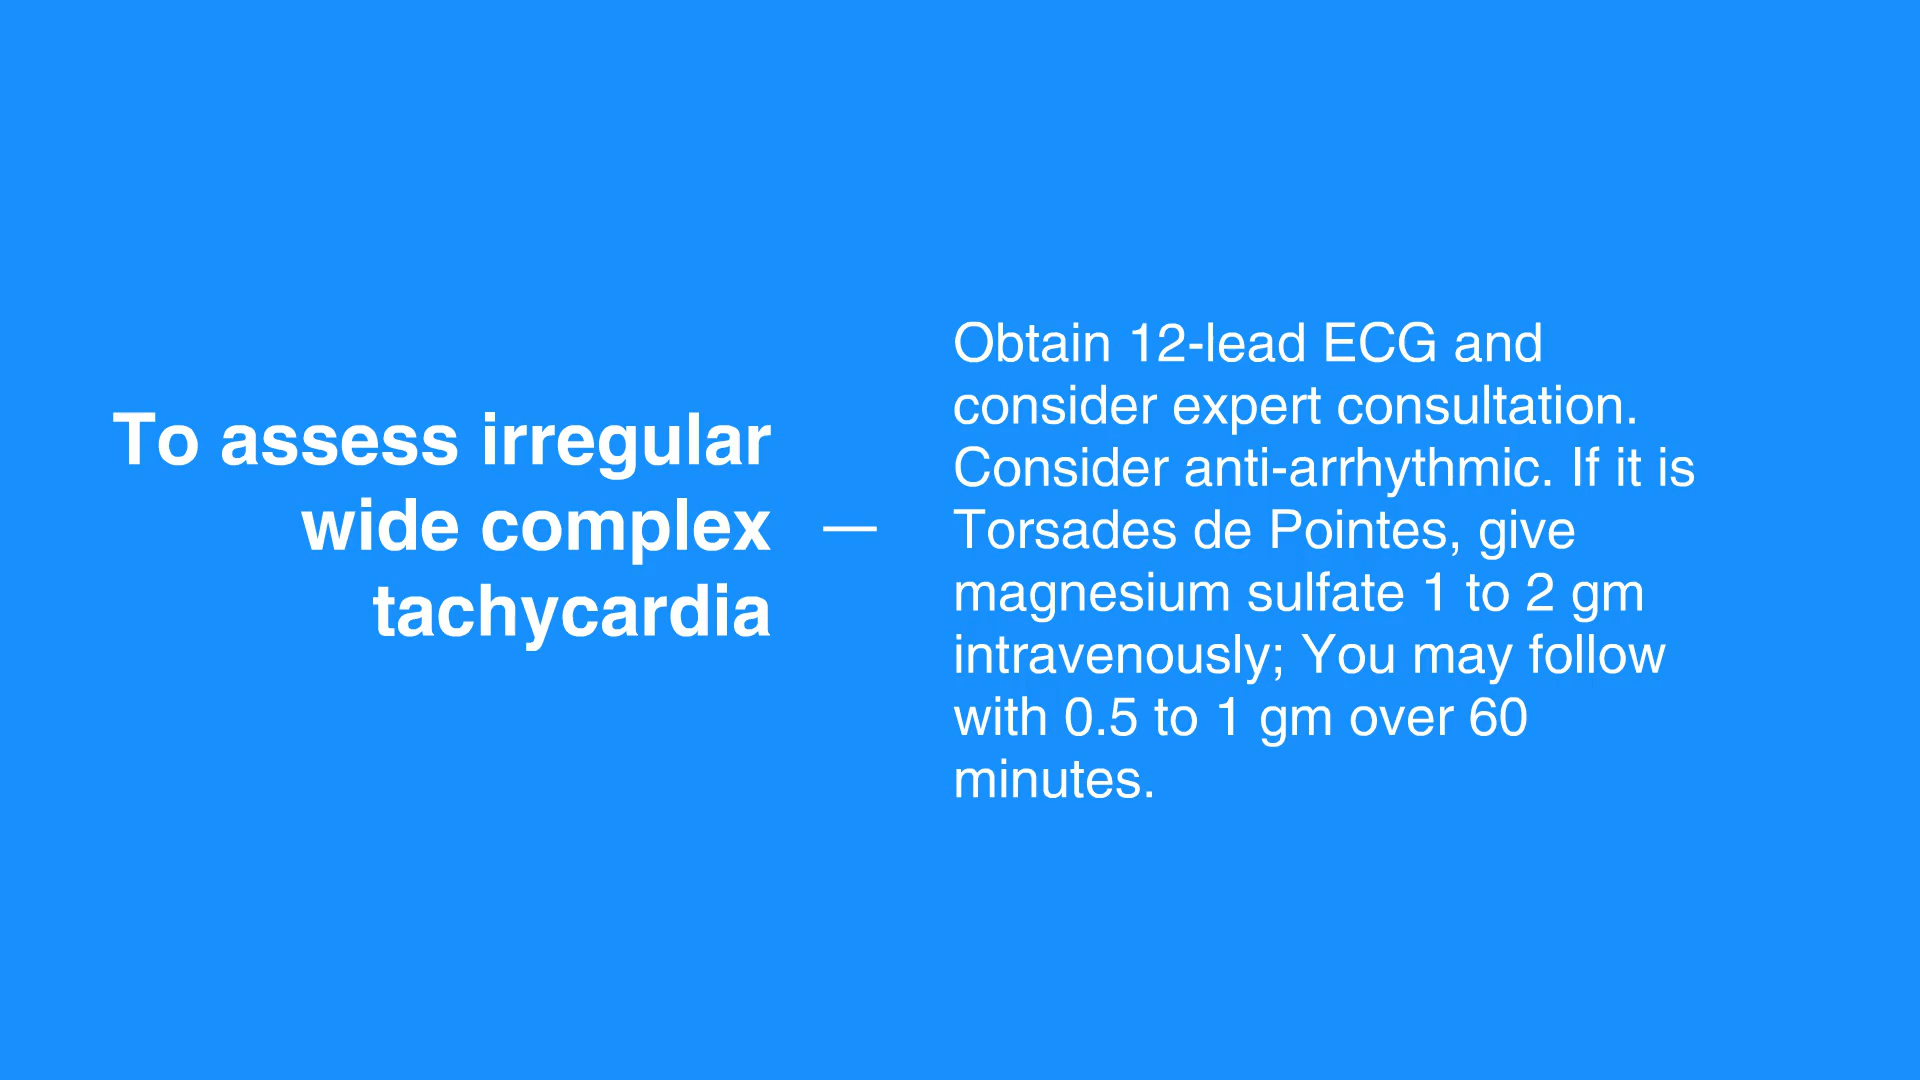 To assess irregular
wide complex
tachycardia
—
Obtain 12-lead ECG and
consider expert consultation.
Consider anti-arrhythmic. If it is
Torsades de Pointes, give
magnesium sulfate 1 to 2 gm
intravenously; You may follow
with 0.5 to 1 gm over 60
minutes.